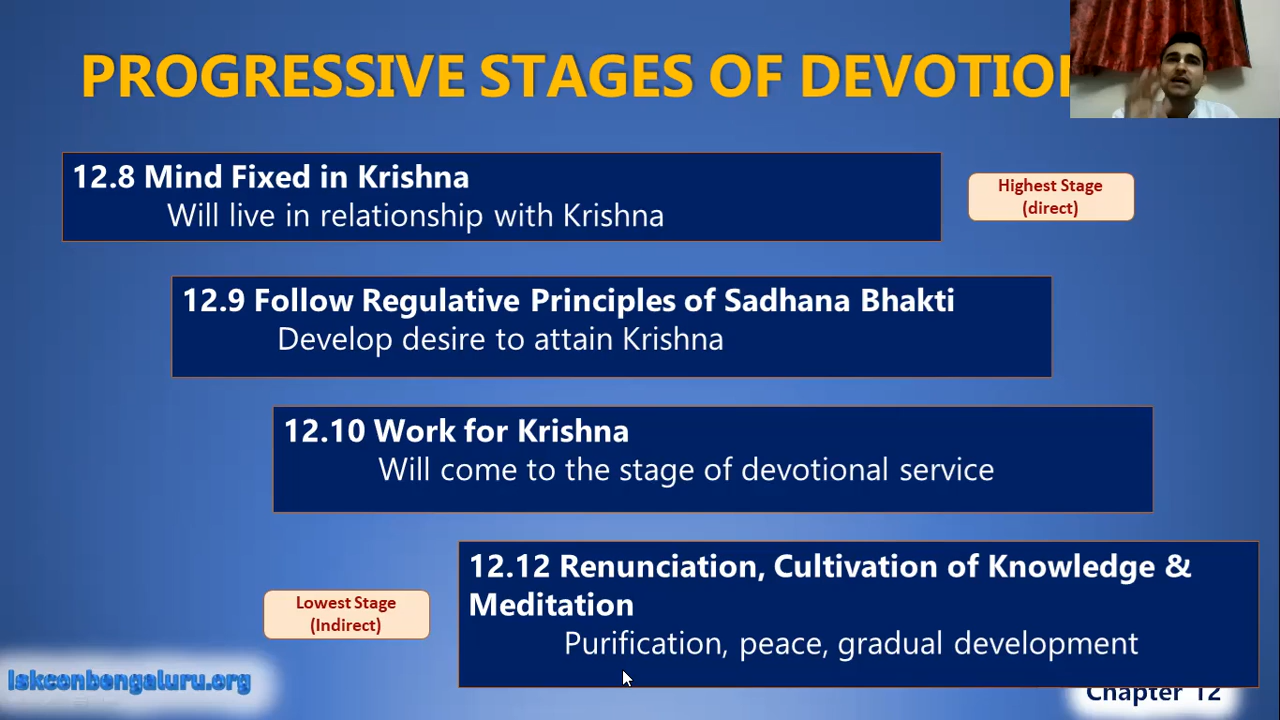 PROGRESSIVE STAGES OF DEVOTION
12.8 Mind Fixed in Krishna
Will live in relationship with Krishna
Highest Stage
(direct)
12.9 Follow Regulative Principles of Sadhana Bhakti
Develop desire to attain Krishna
12.10 Work for Krishna
Will come to the stage of devotional service
12.12 Renunciation, Cultivation of Knowledge &
Meditation
Purification, peace, gradual development
Lowest Stage
(Indirect)
Iskconbengaluru.org
Chapter 12